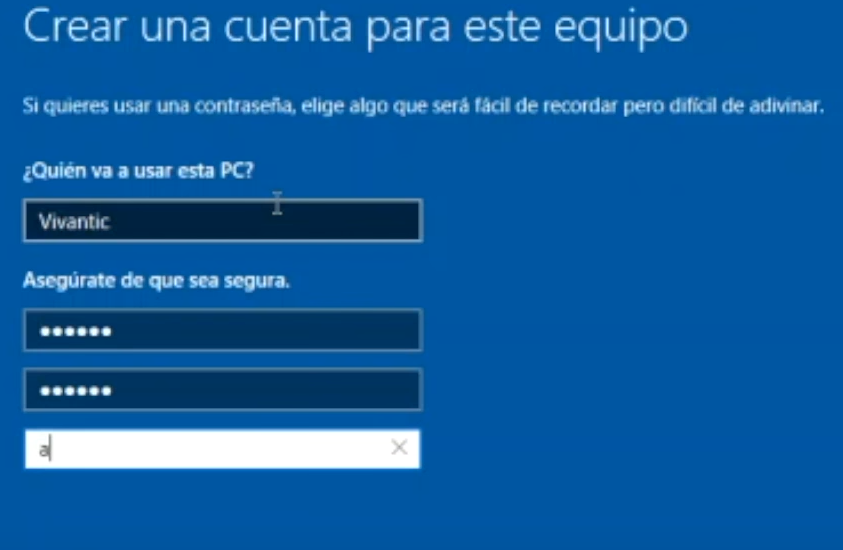 Crear una cuenta para este equipo
Si quieres usar una contraseña, elige algo que será fácil de recordar pero difícil de adivinar.
¿Quién va a usar esta PC?
Vivantic
Asegúrate de que sea segura.
••••••
••••••
a